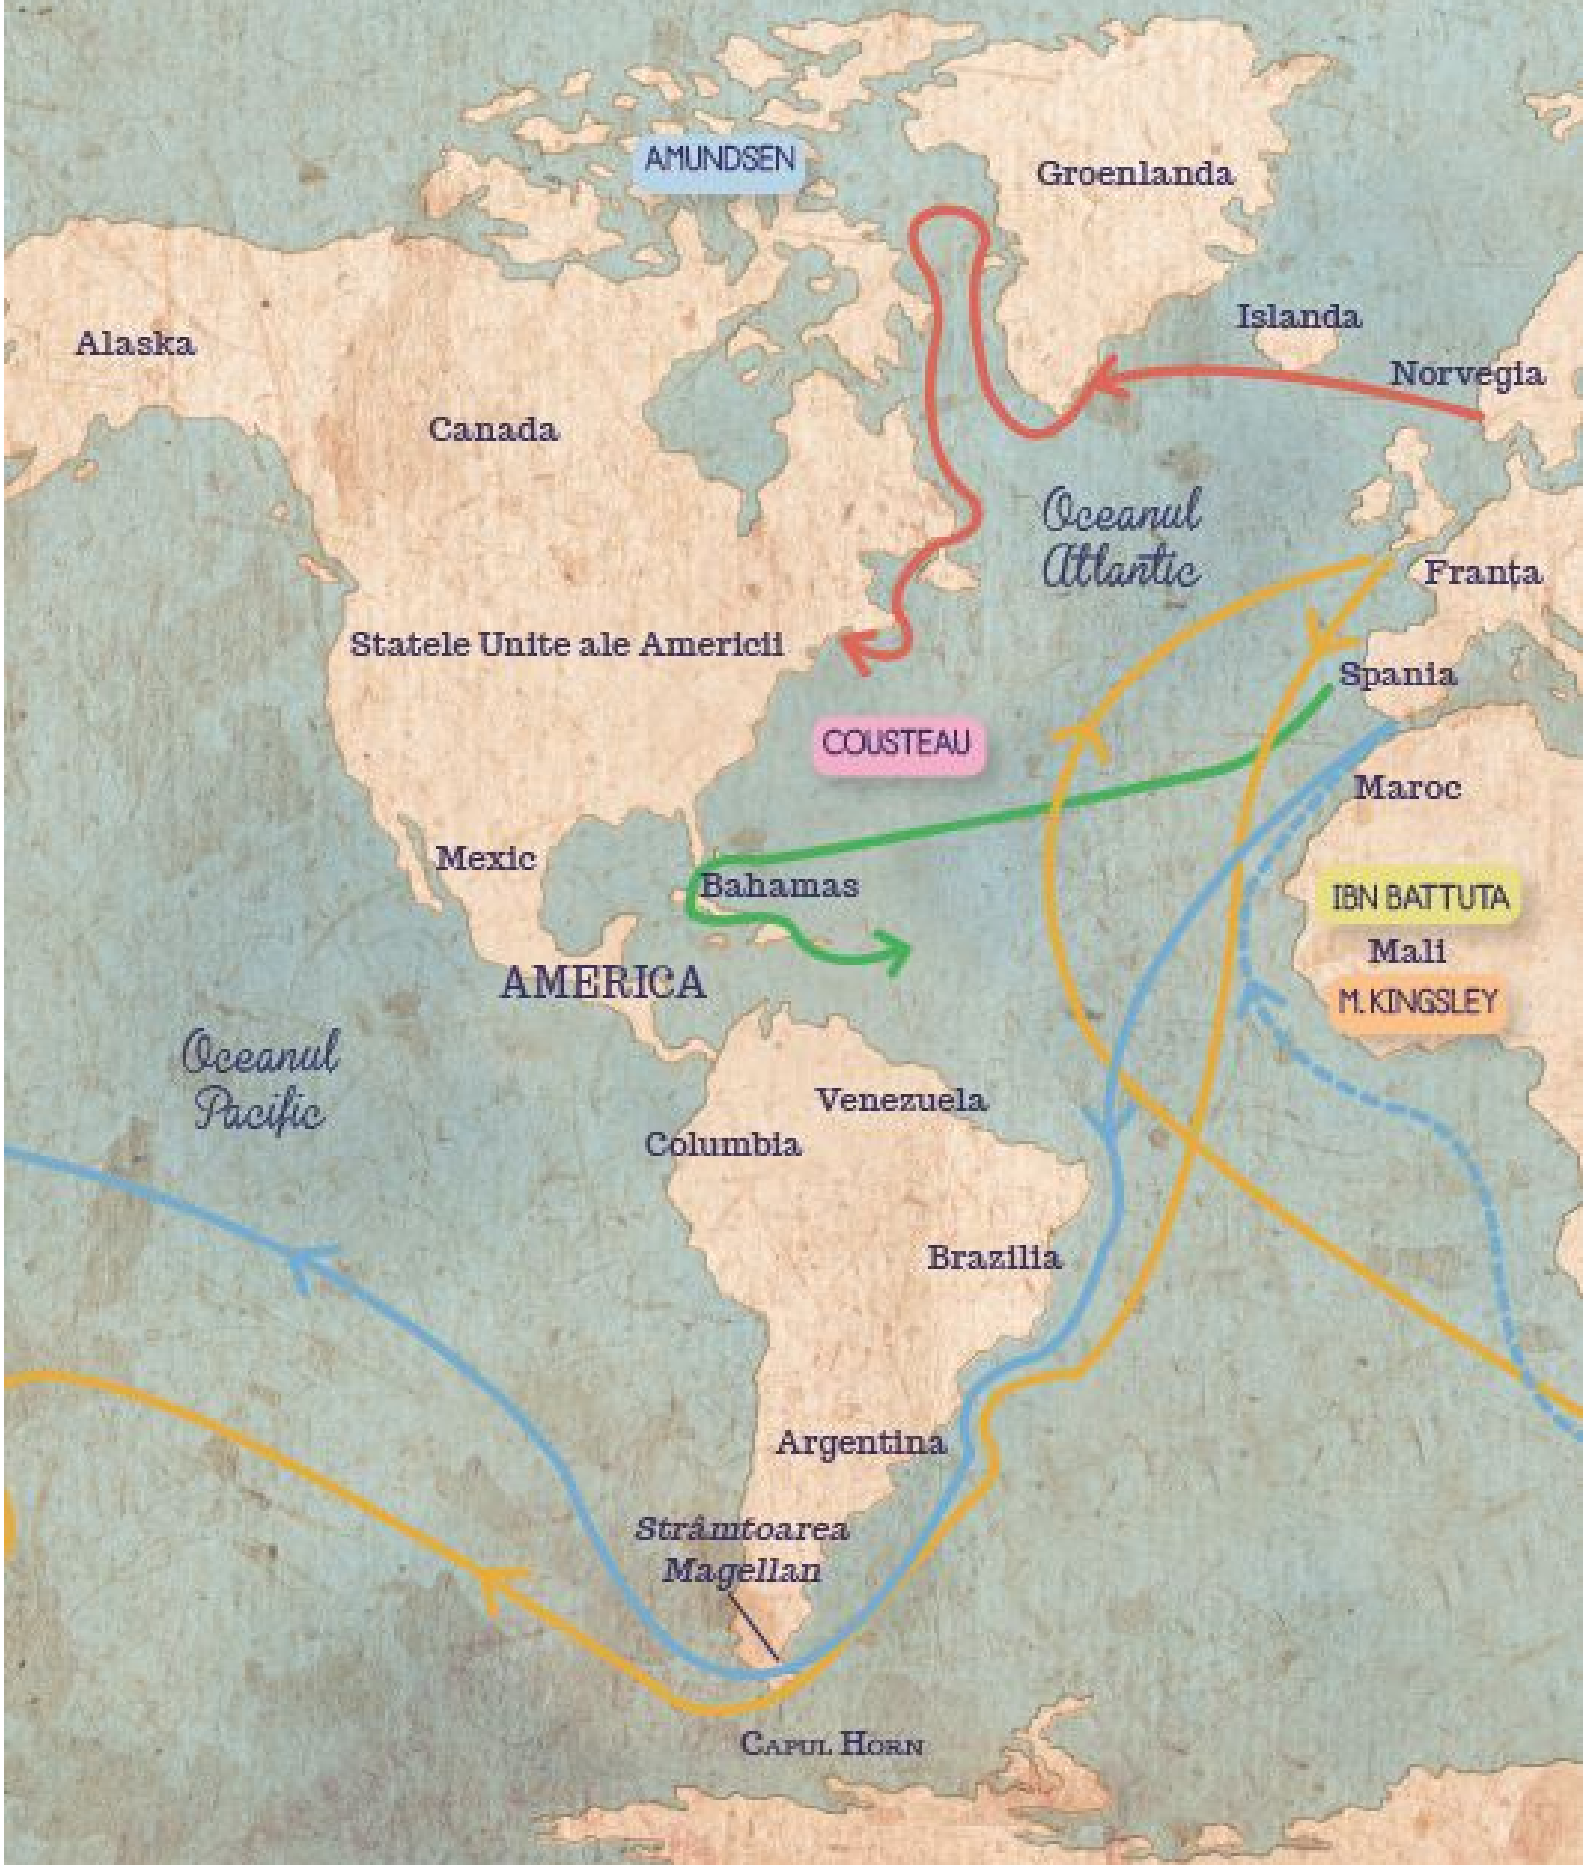 AMUNDSEN
Groenlanda
Islanda
Alaska
Norvegia
Canada
Oceanul
Atlantic
Franța
Statele Unite ale Americii
Spania
COUSTEAU
Maroc
Mexic
Bahamas
IBN BATTUTA
Mali
AMERICA
M. KINGSLEY
Oceanul
Pacific
Venezuela
Columbia
Brazilia
Argentina
Strâmtoarea
Magellan
CAPUL HORN